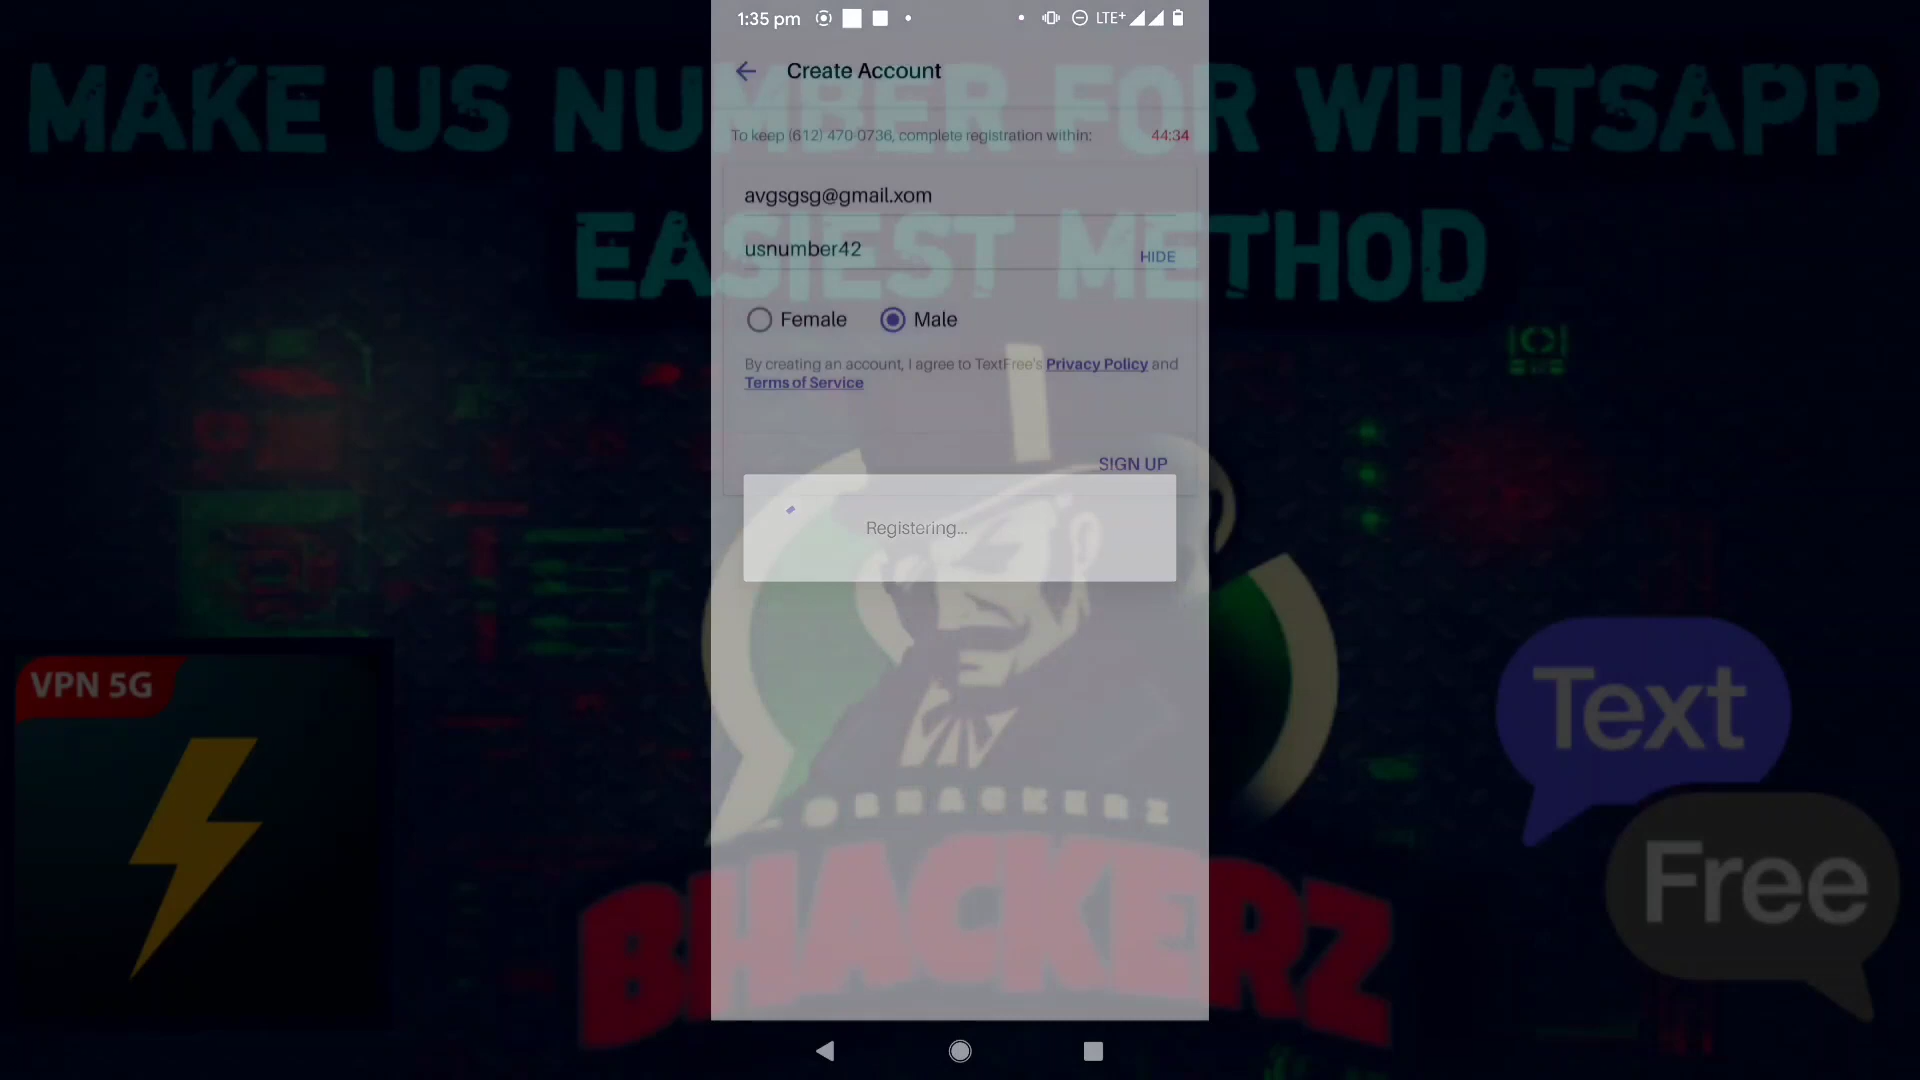 1:35 pm
LTE+
Create Account
MAKE US NUMBER FOR WHATSAPP
To keep (612) 470-0736, complete registration within: 44:34
avgsgsg@gmail.xom
EASIEST METHOD
usnumber42
HIDE
Female
Male
By creating an account, I agree to TextFree's Privacy Policy and
Terms of Service
SIGN UP
Registering...
VPN 5G
Text
Free
BHACKERZ